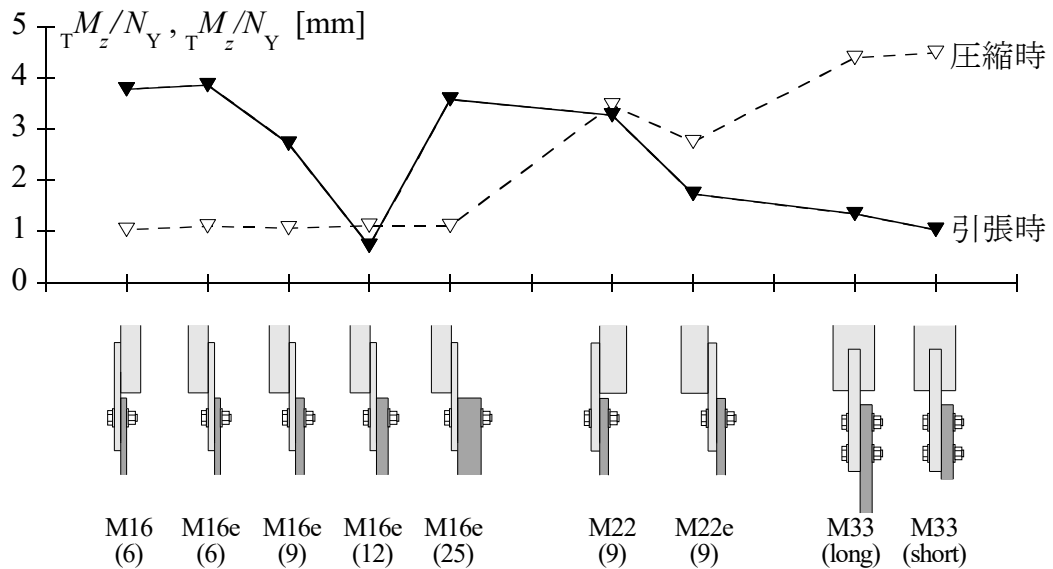 5
TMz/NY , TMz/NY [mm]
圧縮時
4
3
2
1
引張時
0
M16 M16e M16e M16e M16e M22 M22e M33 M33
(6) (6) (9) (12) (25) (9) (9) (long) (short)